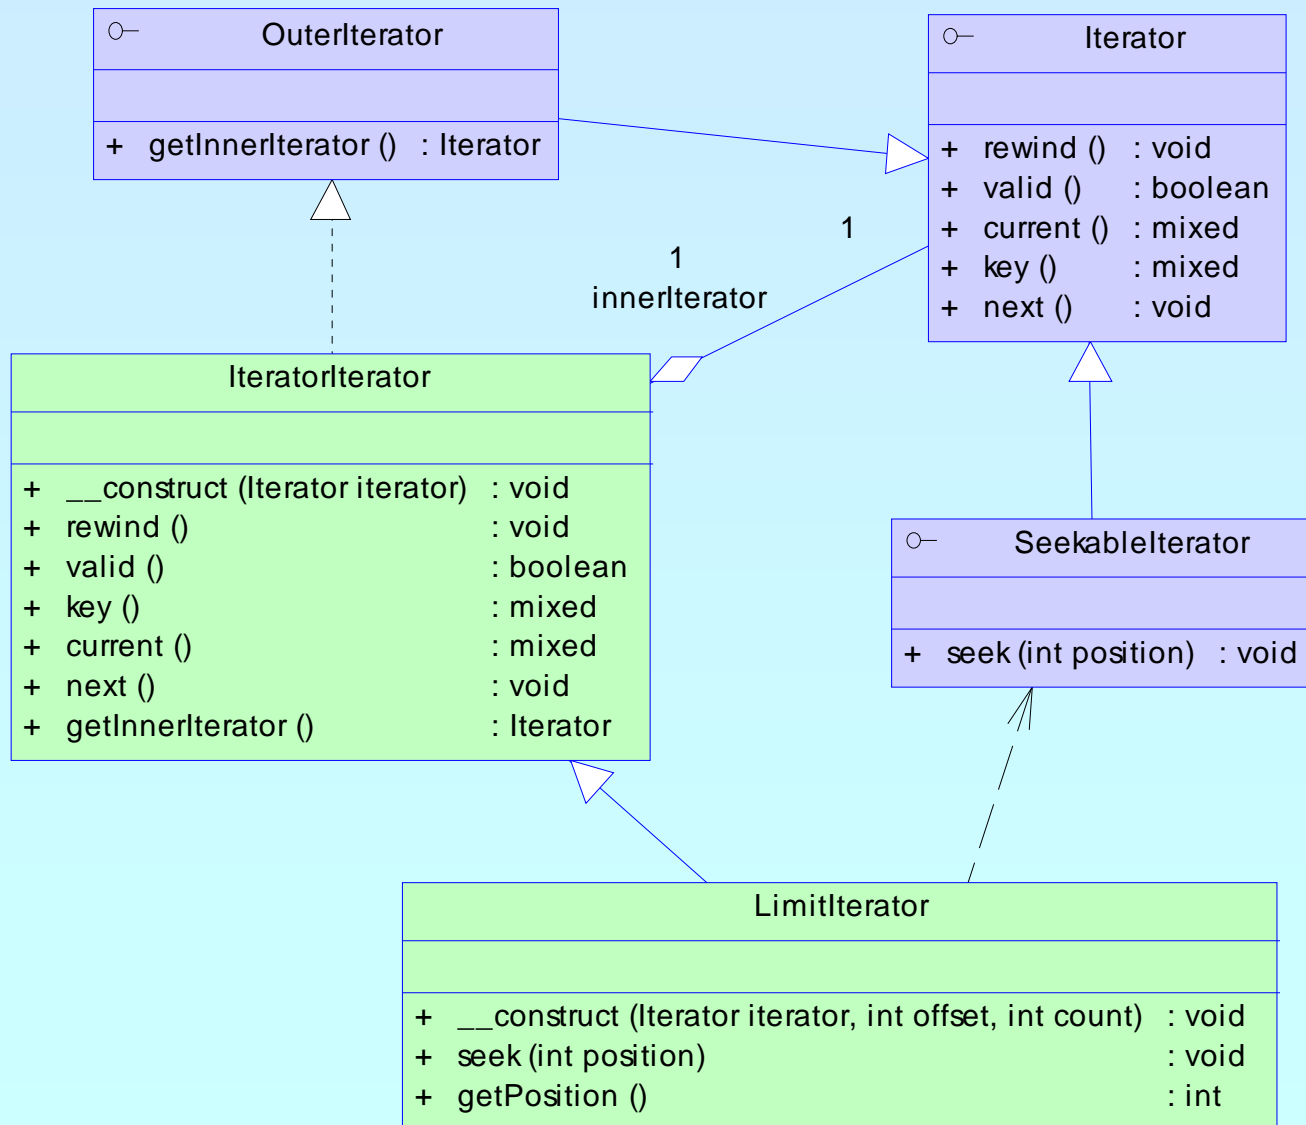 OuterIterator
+ getInnerIterator () : Iterator
Iterator
+ rewind () : void
+ valid () : boolean
+ current () : mixed
+ key () : mixed
+ next () : void
1
1
innerIterator
IteratorIterator
+ __construct (Iterator iterator) : void
+ rewind () : void
+ valid () : boolean
+ key () : mixed
+ current () : mixed
+ next () : void
+ getInnerIterator () : Iterator
SeekableIterator
+ seek (int position) : void
LimitIterator
+ __construct (Iterator iterator, int offset, int count) : void
+ seek (int position) : void
+ getPosition () : int